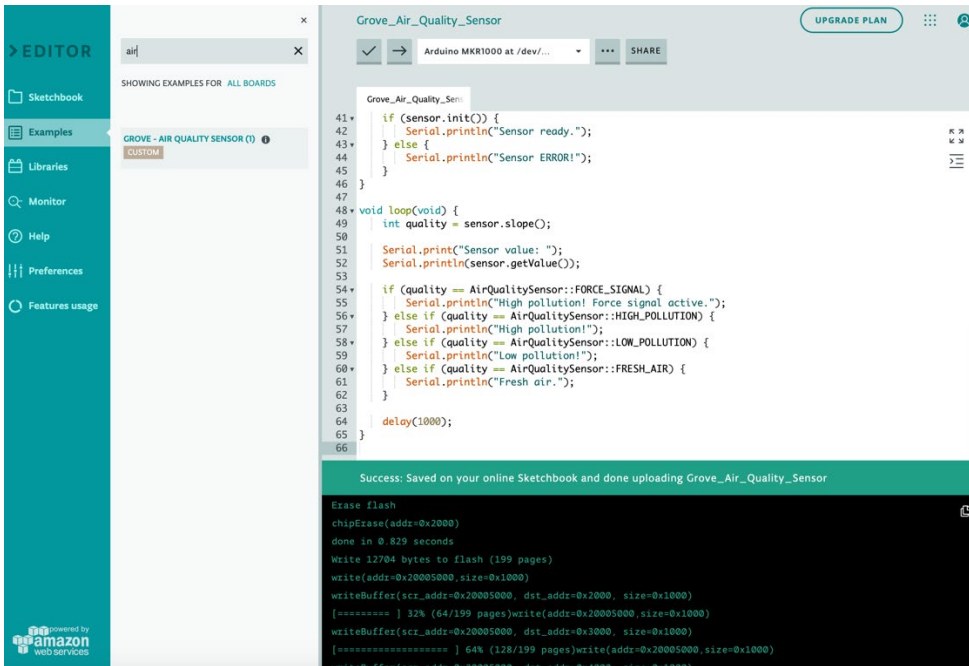 >EDITOR
Sketchbook
Examples
Libraries
Monitor
Help
Preferences
Features usage
powered by
amazon
web services
×
air
×
SHOWING EXAMPLES FOR ALL BOARDS
GROVE - AIR QUALITY SENSOR (1)
CUSTOM
Grove_Air_Quality_Sensor
UPGRADE PLAN
Arduino MKR1000 at /dev/...
SHARE
Grove_Air_Quality_Sens
41 if (sensor.init()) {
42 Serial.println("Sensor ready.");
43 } else {
44 Serial.println("Sensor ERROR!");
45 }
46 }
47
48 void loop(void) {
49 int quality = sensor.slope();
50
51 Serial.print("Sensor value: ");
52 Serial.println(sensor.getValue());
53
54 if (quality == AirQualitySensor::FORCE_SIGNAL) {
55 Serial.println("High pollution! Force signal active.");
56 } else if (quality == AirQualitySensor::HIGH_POLLUTION) {
57 Serial.println("High pollution!");
58 } else if (quality == AirQualitySensor::LOW_POLLUTION) {
59 Serial.println("Low pollution!");
60 } else if (quality == AirQualitySensor::FRESH_AIR) {
61 Serial.println("Fresh air.");
62 }
63
64 delay(1000);
65 }
66
Success: Saved on your online Sketchbook and done uploading Grove_Air_Quality_Sensor
Erase flash
chipErase(addr=0x2000)
done in 0.829 seconds
Write 12704 bytes to flash (199 pages)
write(addr=0x20005000,size=0x1000)
writeBuffer(scr_addr=0x20005000, dst_addr=0x2000, size=0x1000)
[========= ] 32% (64/199 pages)write(addr=0x20005000,size=0x1000)
writeBuffer(scr_addr=0x20005000, dst_addr=0x3000, size=0x1000)
[=================== ] 64% (128/199 pages)write(addr=0x20005000,size=0x1000)